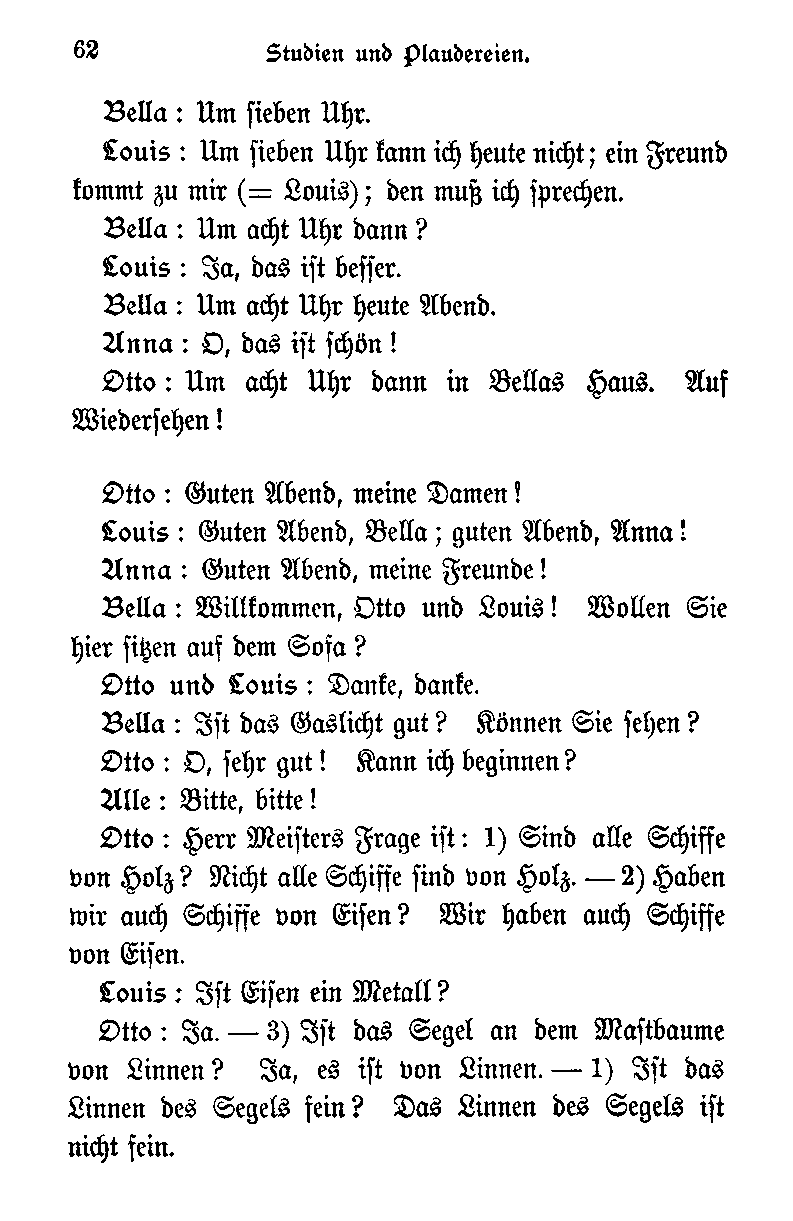 62 Studien und Plaudereien.
Bella : Um sieben Uhr.
Louis : Um sieben Uhr kann ich heute nicht; ein Freund
kommt zu mir (= Louis) ; den muß ich sprechen.
Bella : Um acht Uhr dann ?
Louis : Ja, das ist besser.
Bella : Um acht Uhr heute Abend.
Anna : O, das ist schön !
Otto : Um acht Uhr dann in Bellas Haus. Auf
Wiedersehen !
Otto : Guten Abend, meine Damen !
Louis : Guten Abend, Bella ; guten Abend, Anna !
Anna : Guten Abend, meine Freunde !
Bella : Willkommen, Otto und Louis ! Wollen Sie
hier sitzen auf dem Sofa ?
Otto und Louis : Danke, danke.
Bella : Ist das Gaslicht gut ? Können Sie sehen ?
Otto : O, sehr gut ! Kann ich beginnen ?
Alle : Bitte, bitte !
Otto : Herr Meisters Frage ist : 1) Sind alle Schiffe
von Holz ? Nicht alle Schiffe sind von Holz. — 2) Haben
wir auch Schiffe von Eisen ? Wir haben auch Schiffe
von Eisen.
Louis : Ist Eisen ein Metall ?
Otto : Ja. — 3) Ist das Segel an dem Mastbaume
von Linnen ? Ja, es ist von Linnen. — 1) Ist das
Linnen des Segels fein ? Das Linnen des Segels ist
nicht fein.